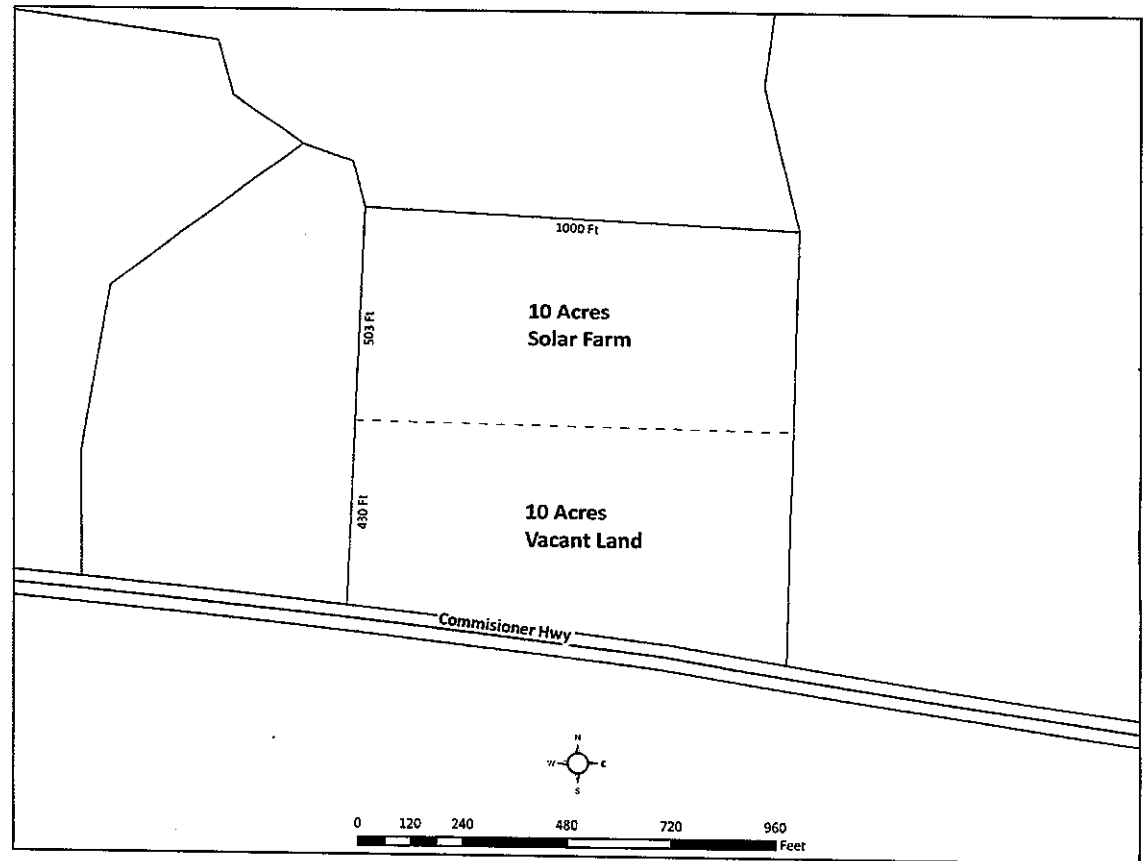 1000 Ft
503 Ft
10 Acres
Solar Farm
430 Ft
10 Acres
Vacant Land
Commisioner Hwy
N
W
E
S
0 120 240 480 720 960
Feet